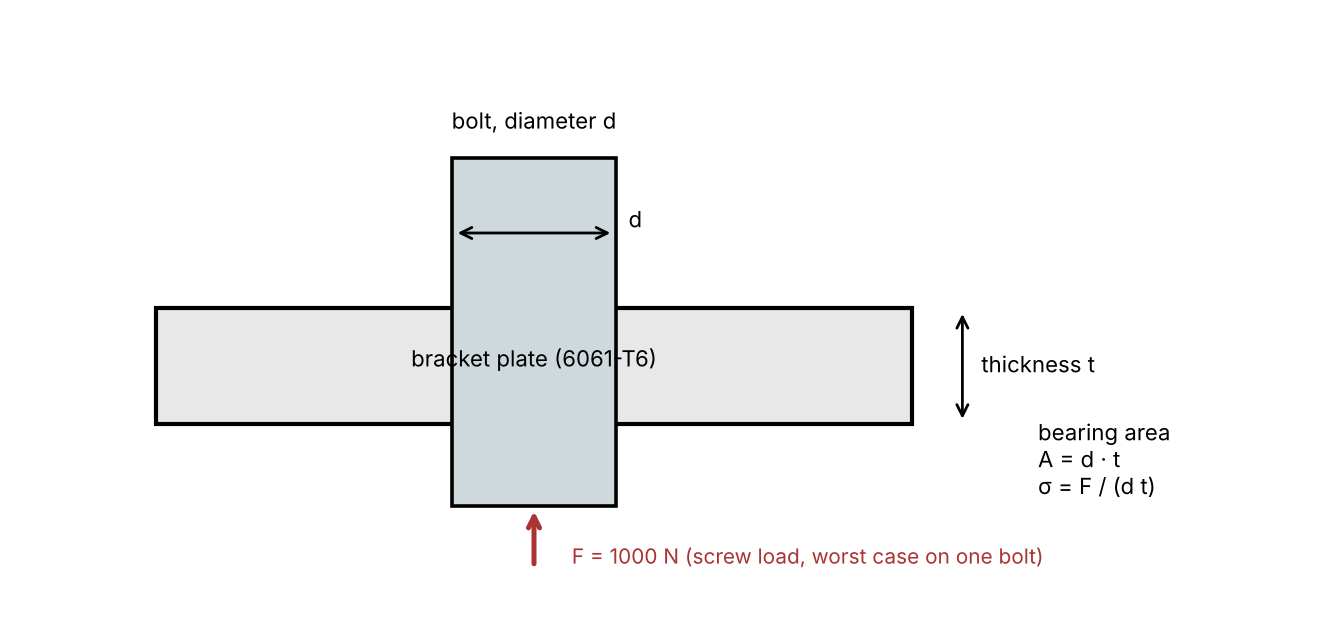 bolt, diameter d
d
bracket plate (6061-T6)
thickness t
bearing area
A = d · t
σ = F / (d t)
F = 1000 N (screw load, worst case on one bolt)